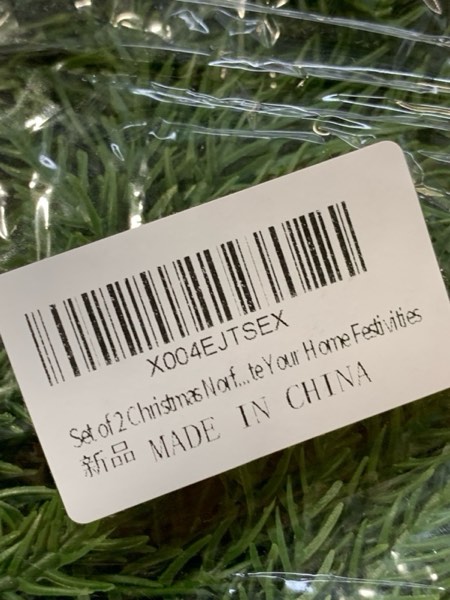 X004EJTSEX
Set of 2 Christmas Norf...te Your Home Festivities
新品 MADE IN CHINA